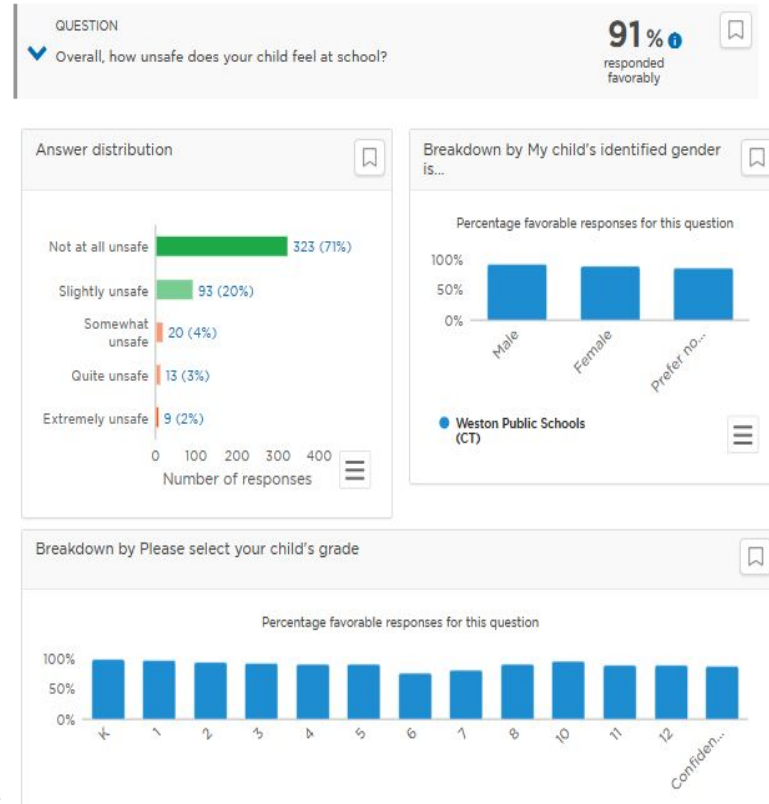 QUESTION
Overall, how unsafe does your child feel at school?
91%
responded
favorably
Answer distribution
Not at all unsafe 323 (71%)
Slightly unsafe 93 (20%)
Somewhat
unsafe 20 (4%)
Quite unsafe 13 (3%)
Extremely unsafe 9 (2%)
0 100 200 300 400
Number of responses
Breakdown by My child's identified gender
is...
Percentage favorable responses for this question
100%
50%
0%
Male Female Prefer no...
Weston Public Schools
(CT)
Breakdown by Please select your child's grade
Percentage favorable responses for this question
100%
50%
0%
K 1 2 3 4 5 6 7 8 10 11 12 Confiden...